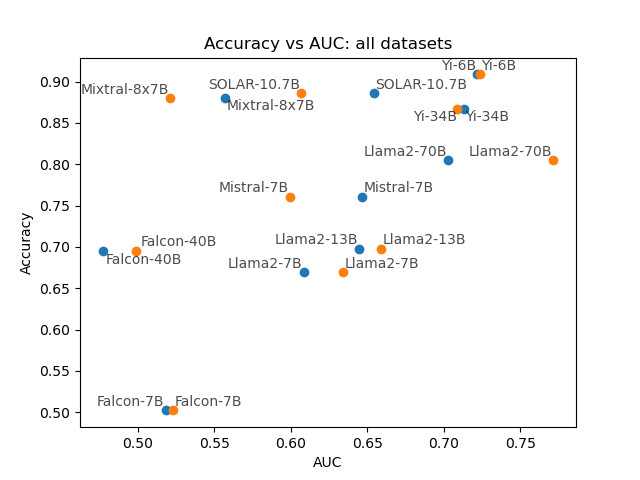 Accuracy vs AUC: all datasets
Yi-6B Yi-6B
0.90
Mixtral-8x7B SOLAR-10.7B SOLAR-10.7B
Mixtral-8x7B
0.85
Yi-34B Yi-34B
Llama2-70B Llama2-70B
0.80
Mistral-7B Mistral-7B
0.75
Accuracy
Falcon-40B Llama2-13B Llama2-13B
0.70
Falcon-40B Llama2-7B Llama2-7B
0.65
0.60
0.55
Falcon-7B Falcon-7B
0.50
0.50 0.55 0.60 0.65 0.70 0.75
AUC